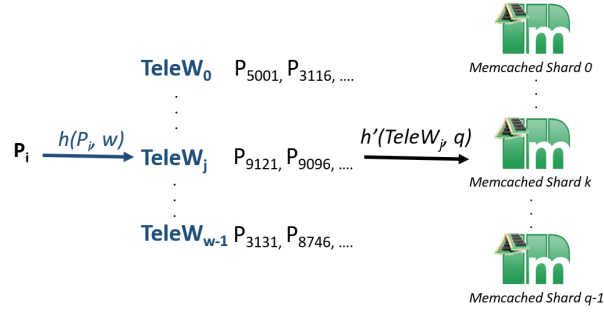 TeleW0 P5001, P3116, ....
Memcached Shard 0
Pi h(Pi, w) TeleWj P9121, P9096, .... h'(TeleWj, q)
Memcached Shard k
TeleWw-1 P3131, P8746, ....
Memcached Shard q-1